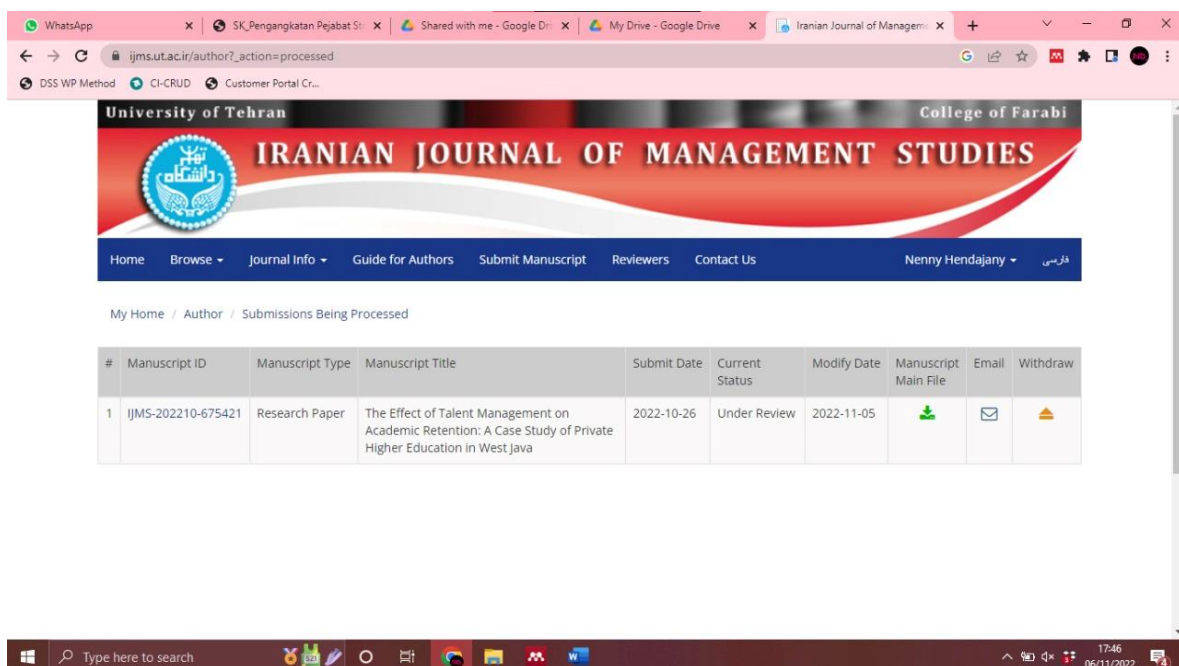 WhatsApp
SK_Pengangkatan Pejabat St
Shared with me - Google Dri
My Drive - Google Drive
Iranian Journal of Managem
ijms.ut.ac.ir/author?_action=processed
DSS WP Method
CI-CRUD
Customer Portal Cr...
University of Tehran
College of Farabi
IRANIAN JOURNAL OF MANAGEMENT STUDIES
دانشگاه
Home Browse Journal Info Guide for Authors Submit Manuscript Reviewers Contact Us Nenny Hendajany فارسی
My Home / Author / Submissions Being Processed
# Manuscript ID Manuscript Type Manuscript Title Submit Date Current Status Modify Date Manuscript Main File Email Withdraw
1 IJMS-202210-675421 Research Paper The Effect of Talent Management on
Academic Retention: A Case Study of Private
Higher Education in West Java
2022-10-26 Under Review 2022-11-05
Type here to search
17:46
06/11/2022